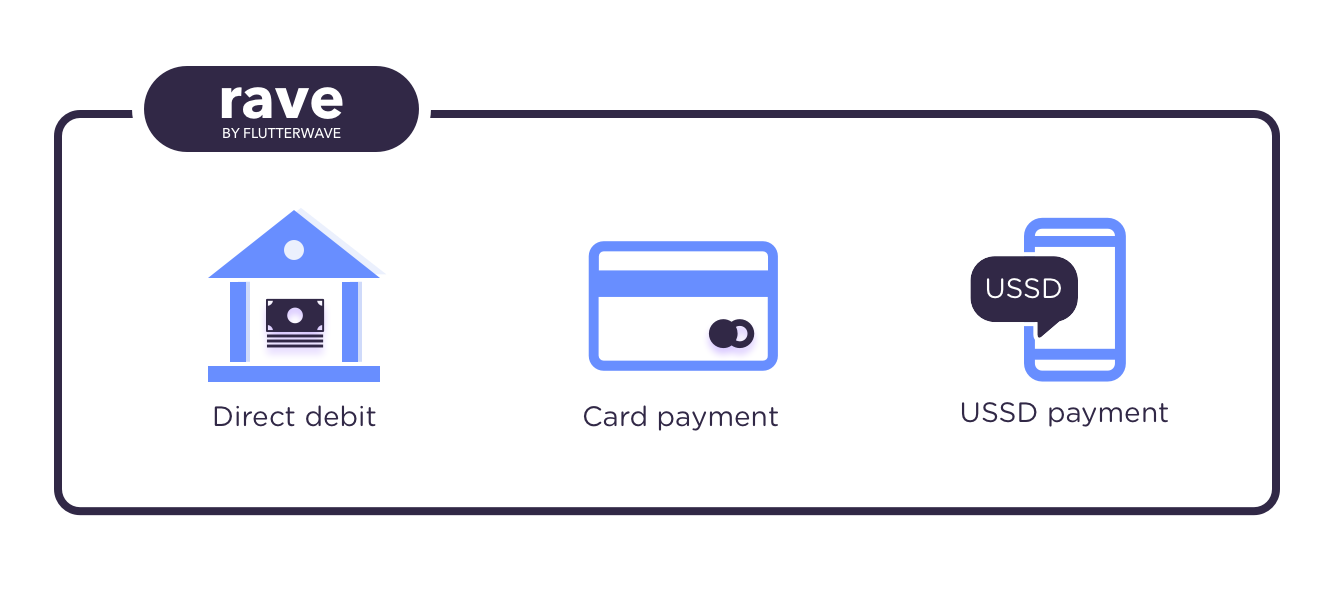 rave
BY FLUTTERWAVE
USSD
Direct debit
Card payment
USSD payment